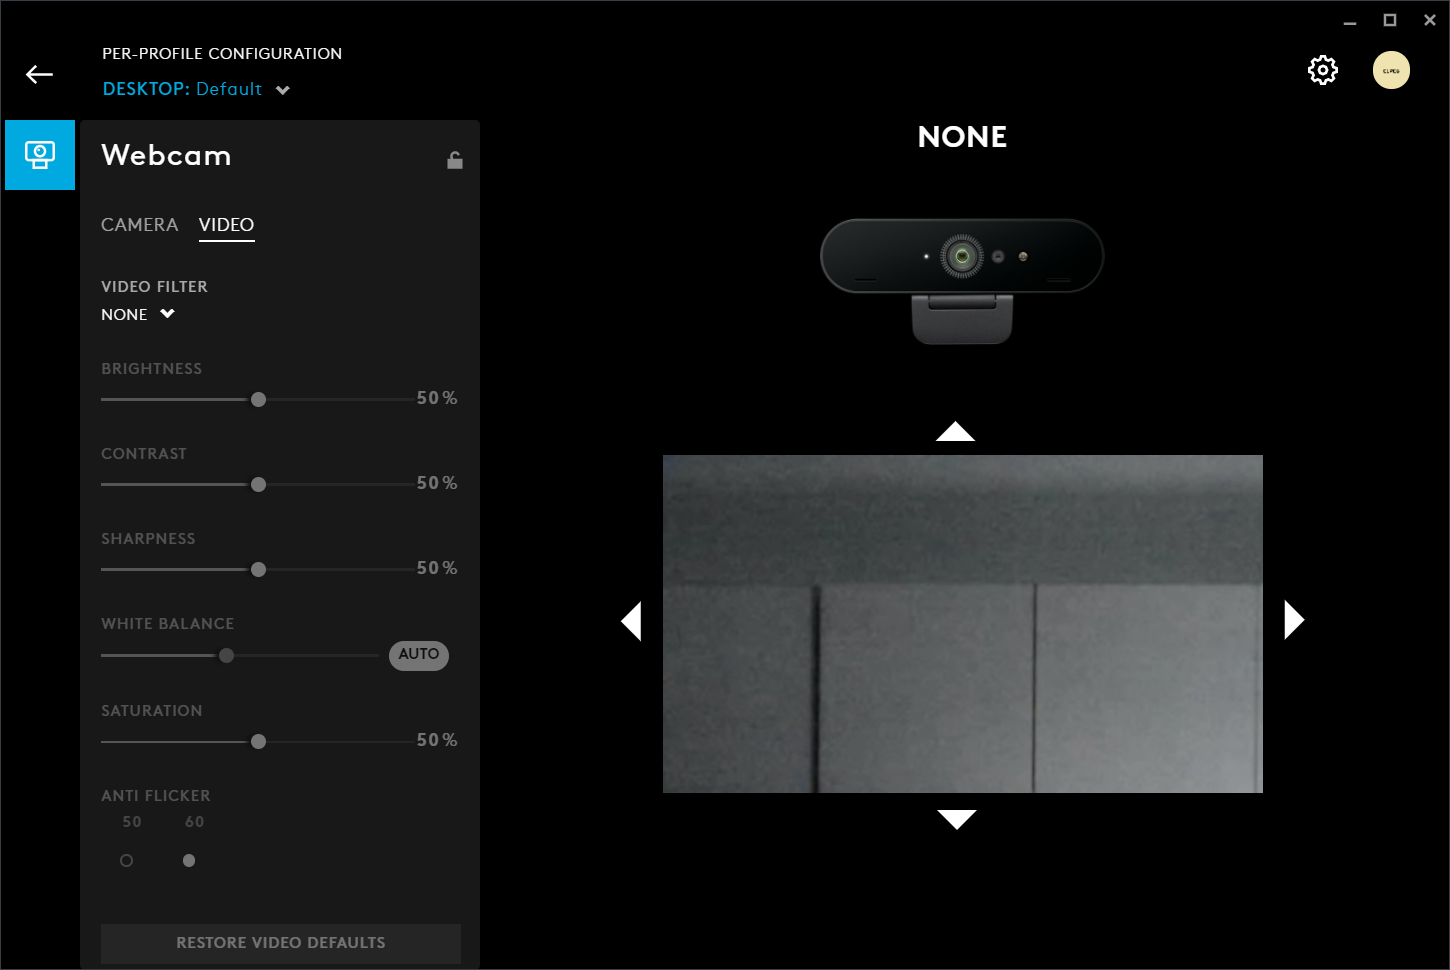 PER-PROFILE CONFIGURATION
DESKTOP: Default
Webcam
CAMERA VIDEO
VIDEO FILTER
NONE
BRIGHTNESS
50 %
CONTRAST
50 %
SHARPNESS
50 %
WHITE BALANCE
AUTO
SATURATION
50 %
ANTI FLICKER
50 60
RESTORE VIDEO DEFAULTS
NONE